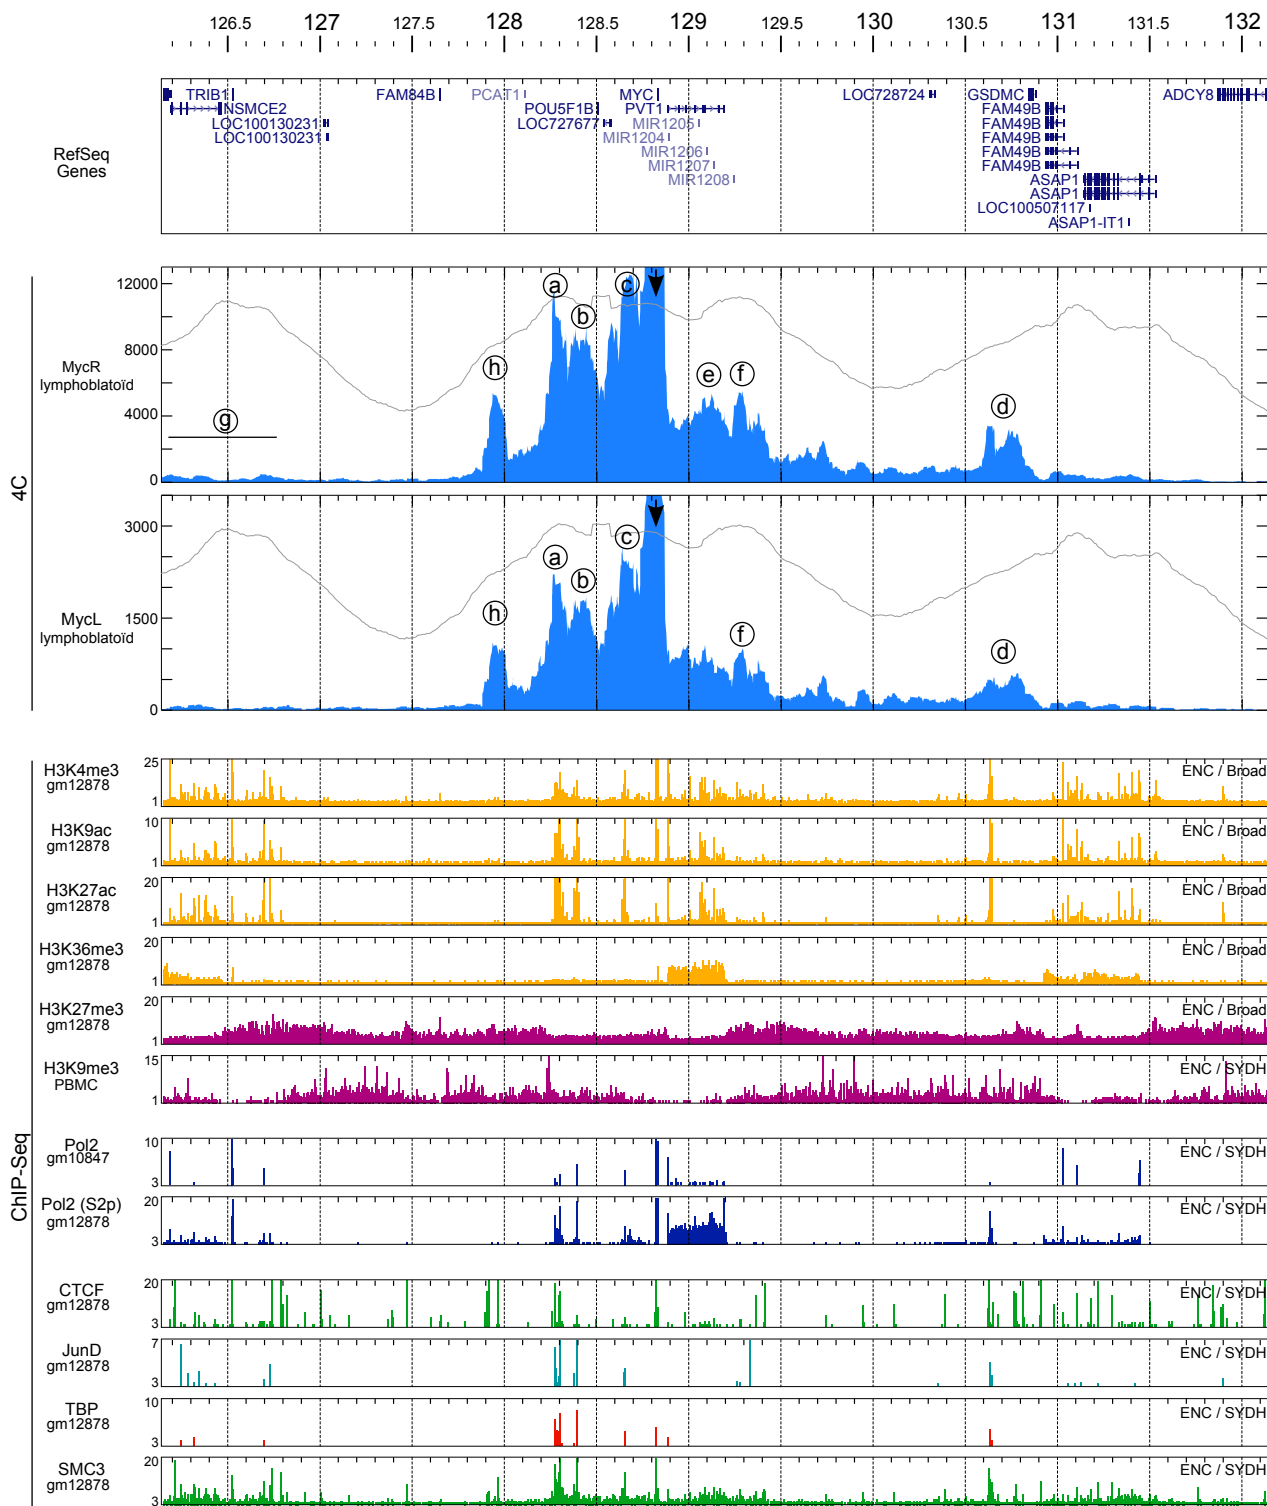 126.5 127 127.5 128 128.5 129 129.5 130 130.5 131 131.5 132
RefSeq
Genes
TRIB1 FAM84B PCAT1 MYC LOC728724 GSDMC ADCY8
NSMCE2 POU5F1B PVT1 FAM49B
LOC100130231 LOC727677 MIR1205 FAM49B
LOC100130231 MIR1204 FAM49B
MIR1206 FAM49B
MIR1207 FAM49B
MIR1208 ASAP1
ASAP1
LOC100507117
ASAP1-IT1
4C
MycR
lymphoblatoïd
12000
8000
4000
0
a b c d e f g h
MycL
lymphoblatoïd
3000
1500
0
a b c d f h
ChIP-Seq
H3K4me3
gm12878
25
1
ENC / Broad
H3K9ac
gm12878
10
1
ENC / Broad
H3K27ac
gm12878
20
1
ENC / Broad
H3K36me3
gm12878
20
1
ENC / Broad
H3K27me3
gm12878
20
1
ENC / Broad
H3K9me3
PBMC
15
1
ENC / SYDH
Pol2
gm10847
10
3
ENC / SYDH
Pol2 (S2p)
gm12878
20
3
ENC / SYDH
CTCF
gm12878
20
3
ENC / SYDH
JunD
gm12878
7
3
ENC / SYDH
TBP
gm12878
10
3
ENC / SYDH
SMC3
gm12878
20
3
ENC / SYDH